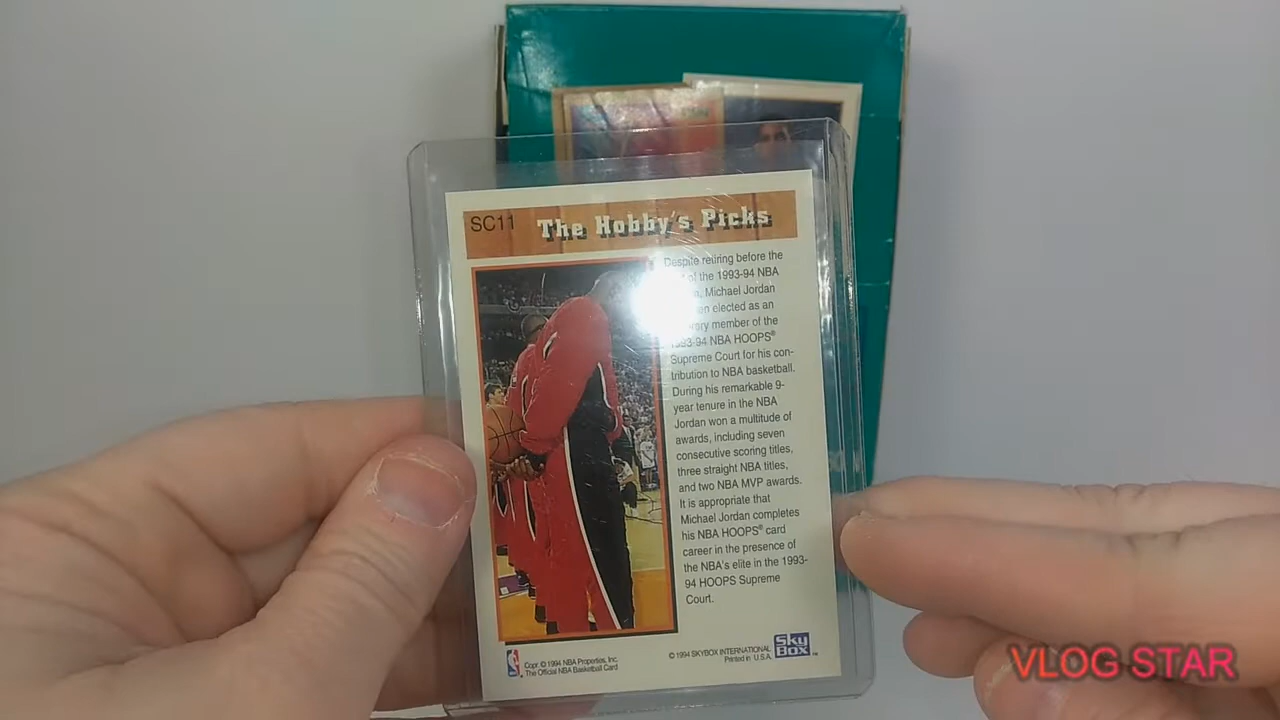 SC11 The Hobby's Picks
Despite retiring before the
of the 1993-94 NBA
Michael Jordan
elected as an
member of the
1993-94 NBA HOOPS®
Supreme Court for his con-
tribution to NBA basketball.
During his remarkable 9-
year tenure in the NBA
Jordan won a multitude of
awards, including seven
consecutive scoring titles,
three straight NBA titles,
and two NBA MVP awards.
It is appropriate that
Michael Jordan completes
his NBA HOOPS® card
career in the presence of
the NBA's elite in the 1993-
94 HOOPS Supreme
Court.
Copr. © 1994 NBA Properties, Inc.
The Official NBA Basketball Card
© 1994 SKYBOX INTERNATIONAL
Printed in U.S.A.
Sky
Box™
VLOG STAR